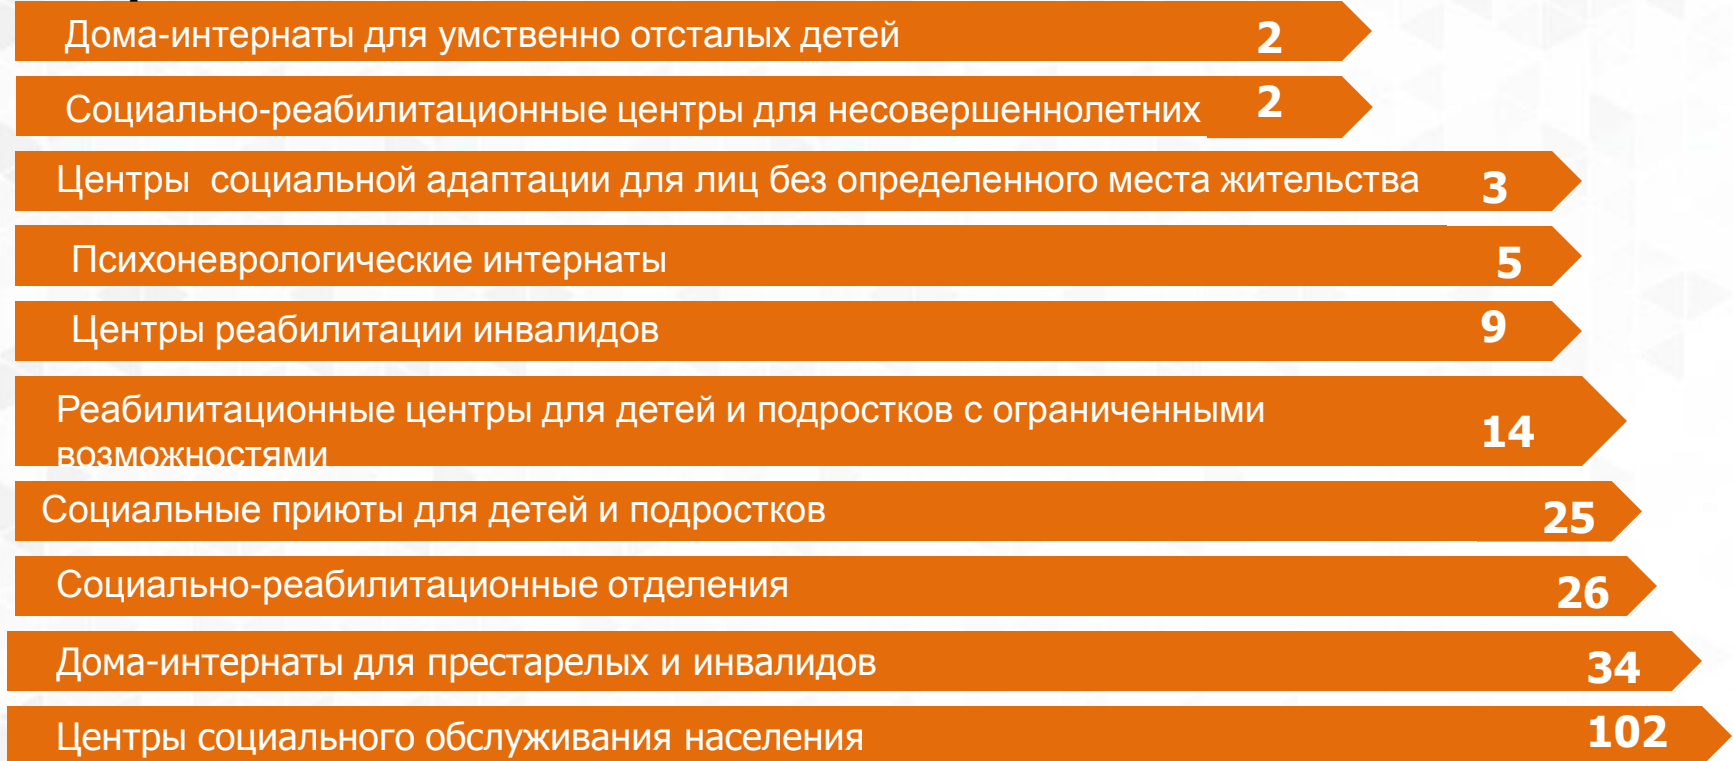 Дома-интернаты для умственно отсталых детей 2
Социально-реабилитационные центры для несовершеннолетних 2
Центры социальной адаптации для лиц без определенного места жительства 3
Психоневрологические интернаты 5
Центры реабилитации инвалидов 9
Реабилитационные центры для детей и подростков с ограниченными
возможностями 14
Социальные приюты для детей и подростков 25
Социально-реабилитационные отделения 26
Дома-интернаты для престарелых и инвалидов 34
Центры социального обслуживания населения 102